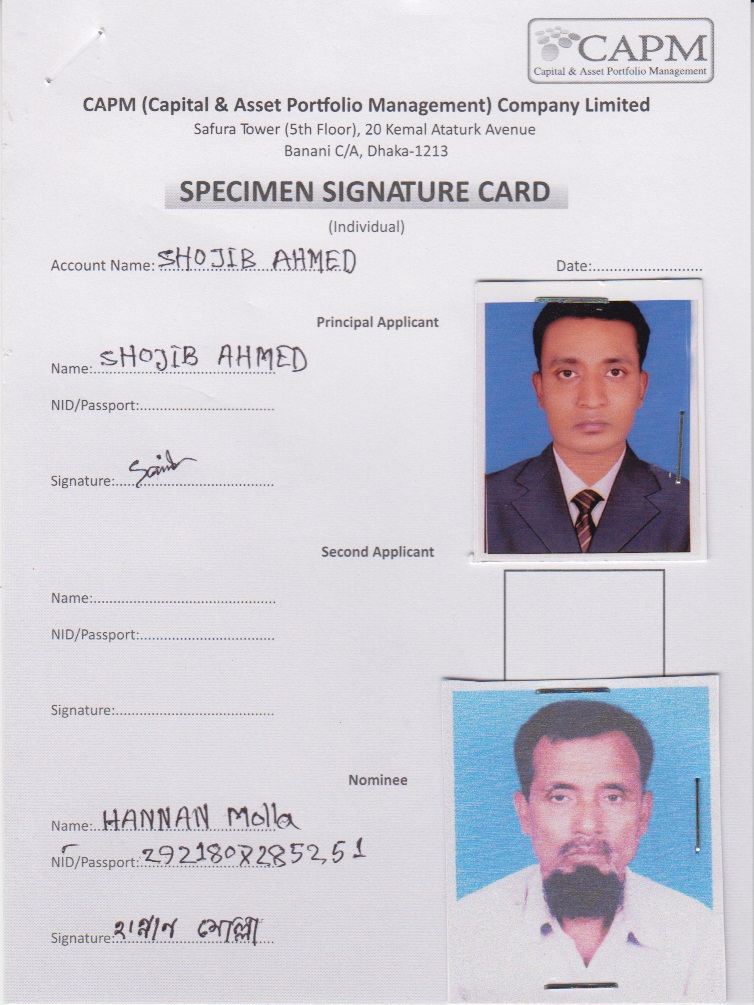 CAPM
Capital & Asset Portfolio Management
CAPM (Capital & Asset Portfolio Management) Company Limited
Safura Tower (5th Floor), 20 Kemal Ataturk Avenue
Banani C/A, Dhaka-1213
SPECIMEN SIGNATURE CARD
(Individual)
Account Name: SHOJIB AHMED Date:
Principal Applicant
Name: SHOJIB AHMED
NID/Passport:
Signature:
Second Applicant
Name:
NID/Passport:
Signature:
Nominee
Name: HANNAN Molla
NID/Passport:
Signature: হান্নান মোল্লা